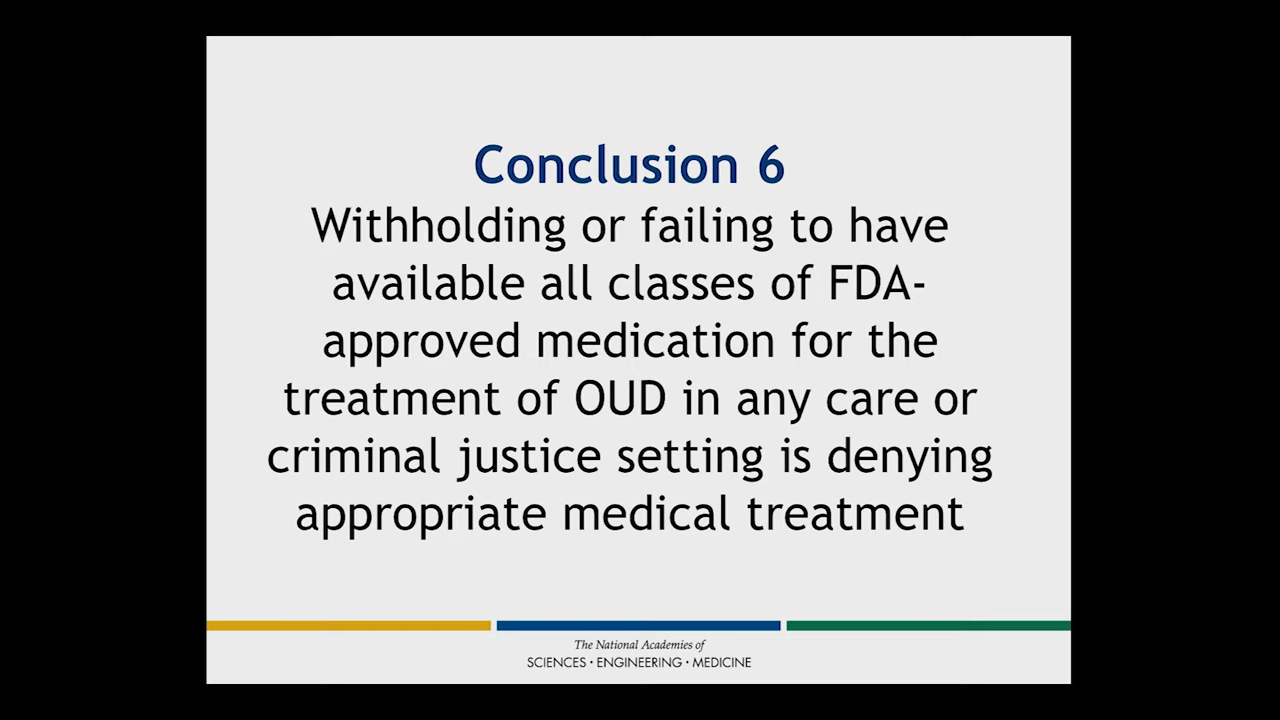 Conclusion 6
Withholding or failing to have
available all classes of FDA-
approved medication for the
treatment of OUD in any care or
criminal justice setting is denying
appropriate medical treatment
The National Academies of
SCIENCES · ENGINEERING · MEDICINE